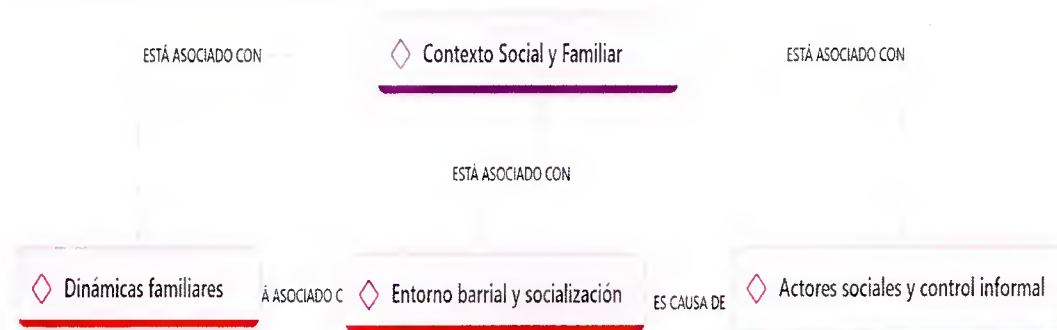 ESTÁ ASOCIADO CON
Contexto Social y Familiar
ESTÁ ASOCIADO CON
ESTÁ ASOCIADO CON
Dinámicas familiares
Á ASOCIADO C
Entorno barrial y socialización
ES CAUSA DE
Actores sociales y control informal